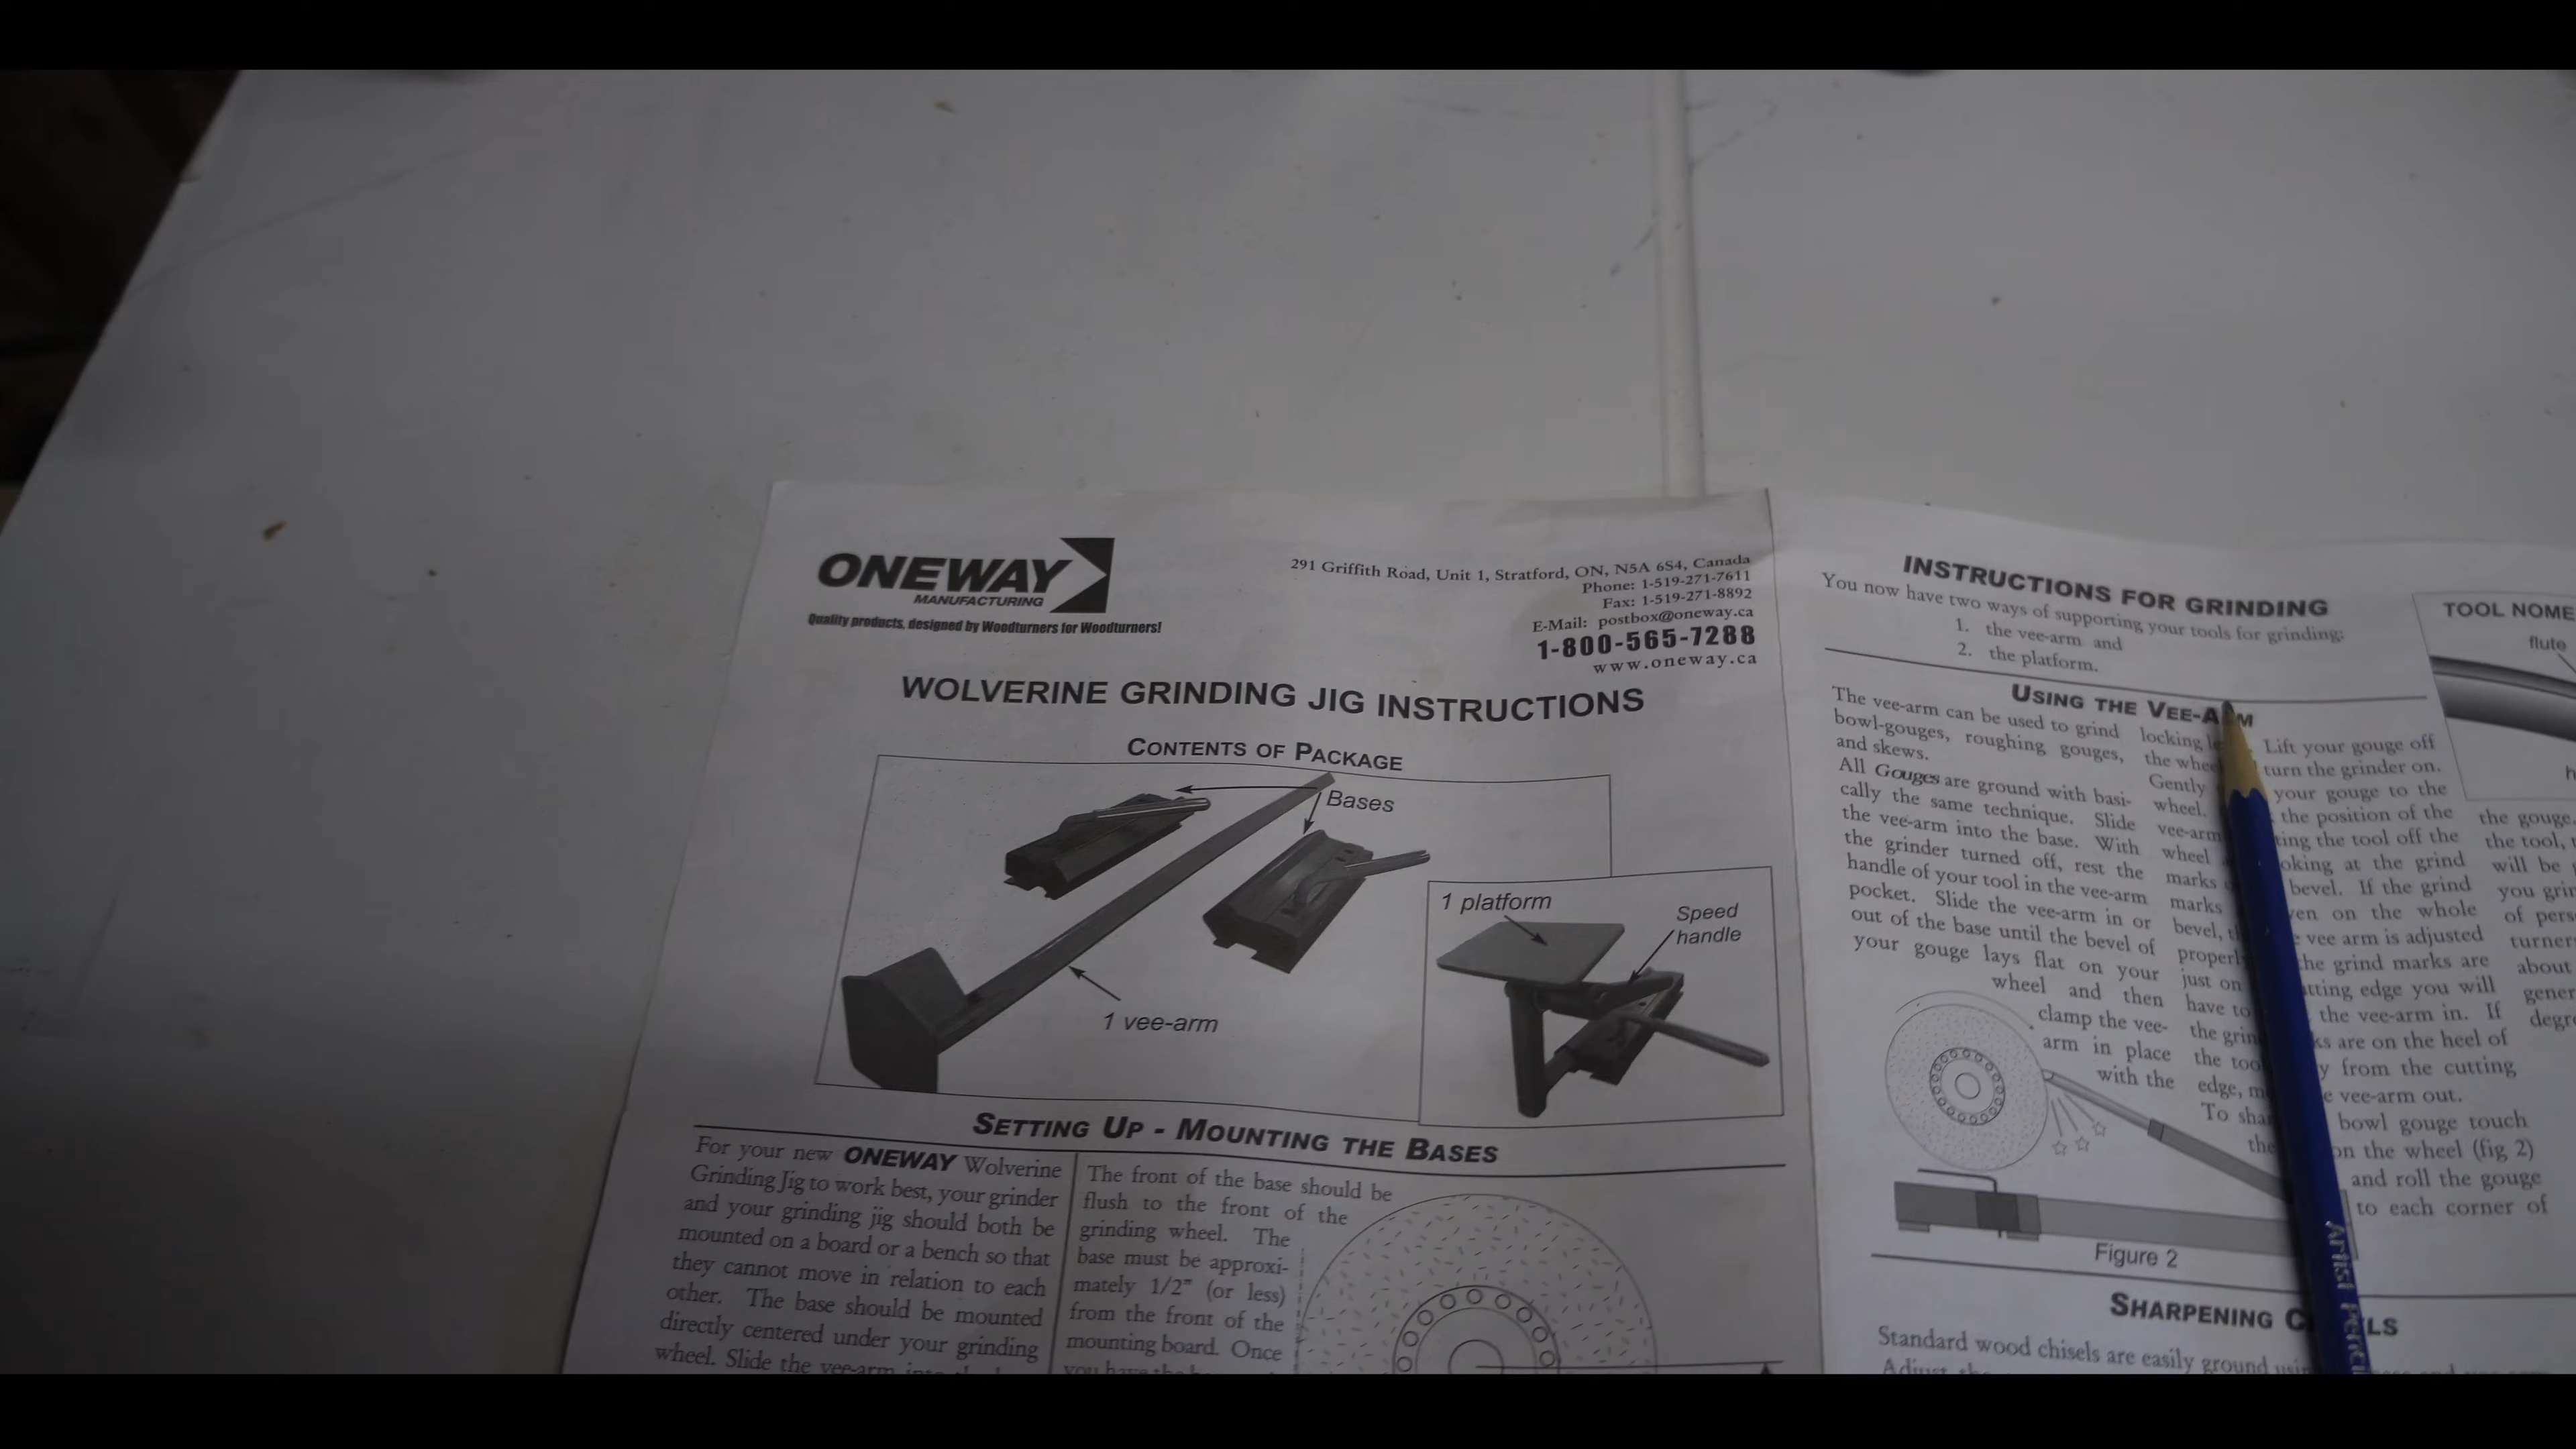 ONEWAY
MANUFACTURING
Quality products, designed by Woodturners for Woodturners!
291 Griffith Road, Unit 1, Stratford, ON, N5A 6S4, Canada
Phone: 1-519-271-7611
Fax: 1-519-271-8892
E-Mail: postbox@oneway.ca
1-800-565-7288
www.oneway.ca
WOLVERINE GRINDING JIG INSTRUCTIONS
CONTENTS OF PACKAGE
Bases
1 platform
Speed
handle
1 vee-arm
SETTING UP - MOUNTING THE BASES
For your new ONEWAY Wolverine
Grinding Jig to work best, your grinder
and your grinding jig should both be
mounted on a board or a bench so that
they cannot move in relation to each
other. The base should be mounted
directly centered under your grinding
wheel. Slide the vee-arm into
The front of the base should be
flush to the front of the
grinding wheel. The
base must be approxi-
mately 1/2" (or less)
from the front of the
mounting board. Once
you have the
INSTRUCTIONS FOR GRINDING
You now have two ways of supporting your tools for grinding:
1. the vee-arm and
2. the platform.
USING THE VEE-ARM
The vee-arm can be used to grind
bowl-gouges, roughing gouges,
and skews.
All Gouges are ground with basi-
cally the same technique. Slide
the vee-arm into the base. With
the grinder turned off, rest the
handle of your tool in the vee-arm
pocket. Slide the vee-arm in or
out of the base until the bevel of
your gouge lays flat on your
wheel and then
clamp the vee-
arm in place
with the
locking Lift your gouge off
the wheel turn the grinder on.
Gently your gouge to the
wheel. the position of the
vee-arm the tool off the
wheel at the grind
marks bevel. If the grind
marks on the whole
bevel, vee arm is adjusted
the grind marks are
just on edge you will
have to the vee-arm in. If
the are on the heel of
the from the cutting
edge, vee-arm out.
To bowl gouge touch
the on the wheel (fig 2)
and roll the gouge
to each corner of
Figure 2
TOOL
flute
the gouge.
the tool,
will be
you
of
about
SHARPENING
Standard wood chisels are easily ground